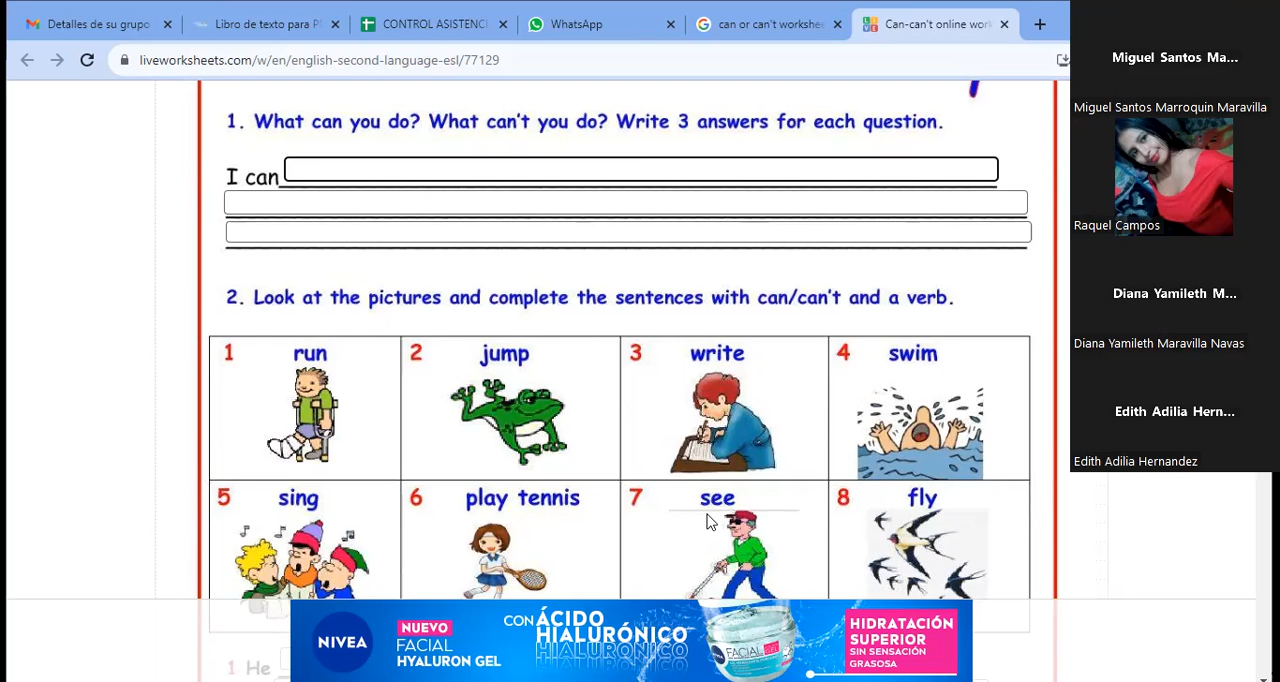 Detalles de su grupo
Libro de texto para P
CONTROL ASISTENC
WhatsApp
can or can't workshee
Can-can't online wor
liveworksheets.com/w/en/english-second-language-esl/77129
1. What can you do? What can't you do? Write 3 answers for each question.
I can
2. Look at the pictures and complete the sentences with can/can't and a verb.
1 run
2 jump
3 write
4 swim
5 sing
6 play tennis
7 see
8 fly
1 He
NIVEA
NUEVO
FACIAL
HYALURON GEL
CON ÁCIDO
HIALURÓNICO
HIALURÓNICO
FACIAL
HIDRATACIÓN
SUPERIOR
SIN SENSACIÓN
GRASOSA
Miguel Santos Ma...
Miguel Santos Marroquin Maravilla
Raquel Campos
Diana Yamileth M...
Diana Yamileth Maravilla Navas
Edith Adilia Hern...
Edith Adilia Hernandez